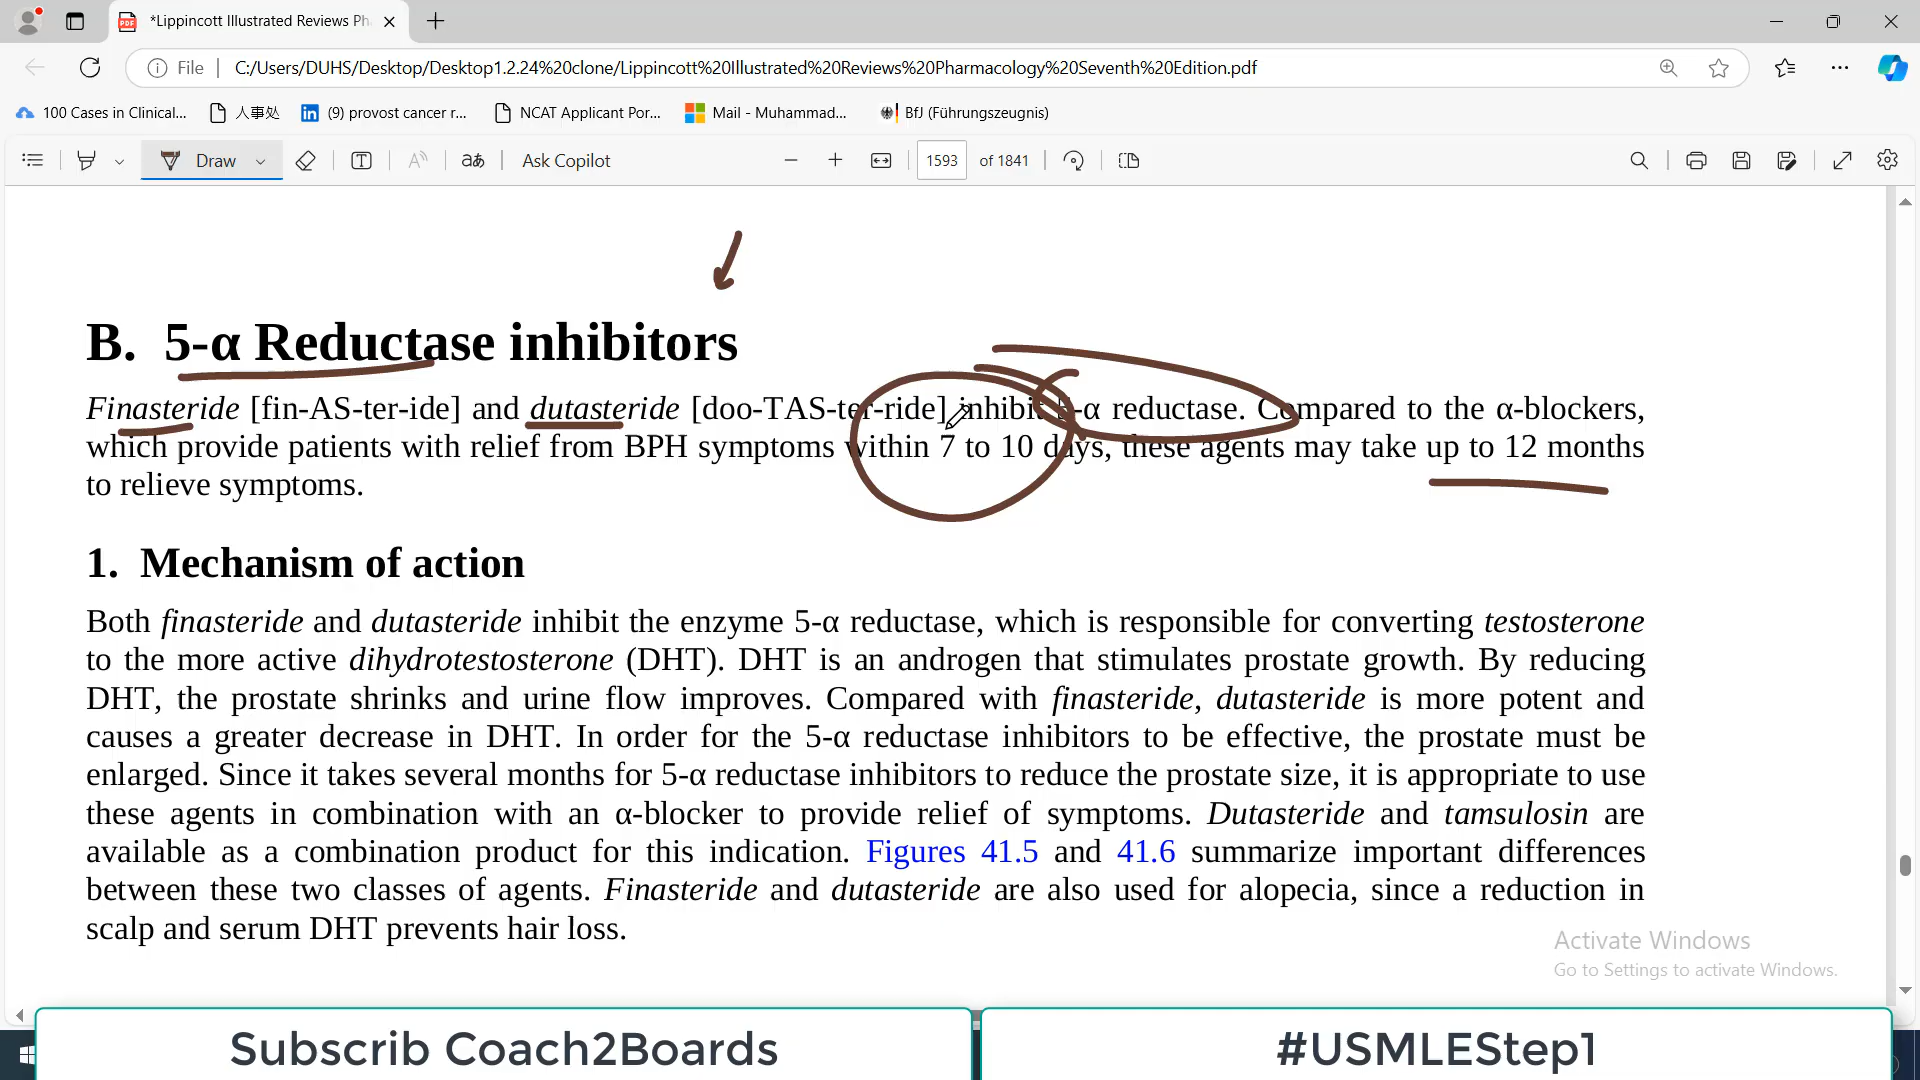 *Lippincott Illustrated Reviews Ph
File
C:/Users/DUHS/Desktop/Desktop1.2.24%20clone/Lippincott%20Illustrated%20Reviews%20Pharmacology%20Seventh%20Edition.pdf
100 Cases in Clinical... 人事处 (9) provost cancer r... NCAT Applicant Por... Mail - Muhammad... BfJ (Führungszeugnis)
Draw Ask Copilot 1593 of 1841
B. 5-α Reductase inhibitors
Finasteride [fin-AS-ter-ide] and dutasteride [doo-TAS-ter-ride] inhibit 5-α reductase. Compared to the α-blockers,
which provide patients with relief from BPH symptoms within 7 to 10 days, these agents may take up to 12 months
to relieve symptoms.
1. Mechanism of action
Both finasteride and dutasteride inhibit the enzyme 5-α reductase, which is responsible for converting testosterone
to the more active dihydrotestosterone (DHT). DHT is an androgen that stimulates prostate growth. By reducing
DHT, the prostate shrinks and urine flow improves. Compared with finasteride, dutasteride is more potent and
causes a greater decrease in DHT. In order for the 5-α reductase inhibitors to be effective, the prostate must be
enlarged. Since it takes several months for 5-α reductase inhibitors to reduce the prostate size, it is appropriate to use
these agents in combination with an α-blocker to provide relief of symptoms. Dutasteride and tamsulosin are
available as a combination product for this indication. Figures 41.5 and 41.6 summarize important differences
between these two classes of agents. Finasteride and dutasteride are also used for alopecia, since a reduction in
scalp and serum DHT prevents hair loss.
Activate Windows
Go to Settings to activate Windows.
Subscrib Coach2Boards
#USMLEStep1